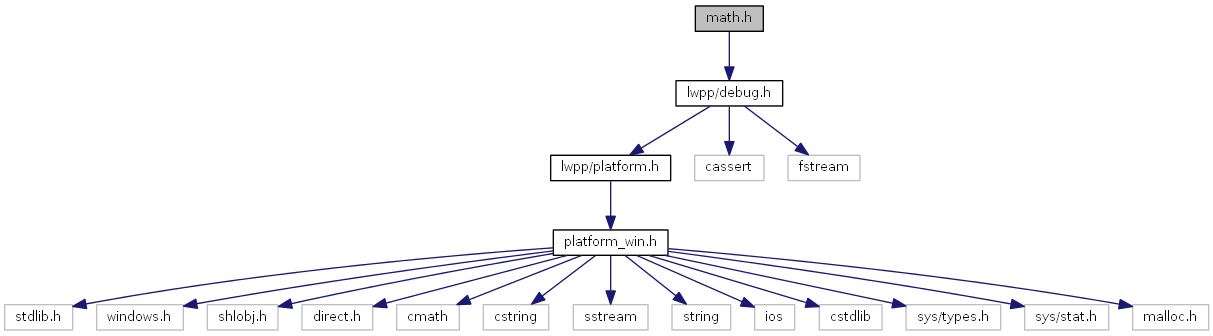 math.h
lwpp/debug.h
lwpp/platform.h
cassert
fstream
platform_win.h
stdlib.h
windows.h
shlobj.h
direct.h
cmath
cstring
sstream
string
ios
cstdlib
sys/types.h
sys/stat.h
malloc.h